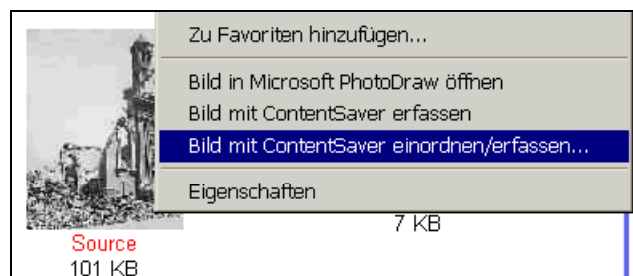 Zu Favoriten hinzufügen...
Bild in Microsoft PhotoDraw öffnen
Bild mit ContentSaver erfassen
Bild mit ContentSaver einordnen/erfassen...
Eigenschaften
7 KB
Source
101 KB